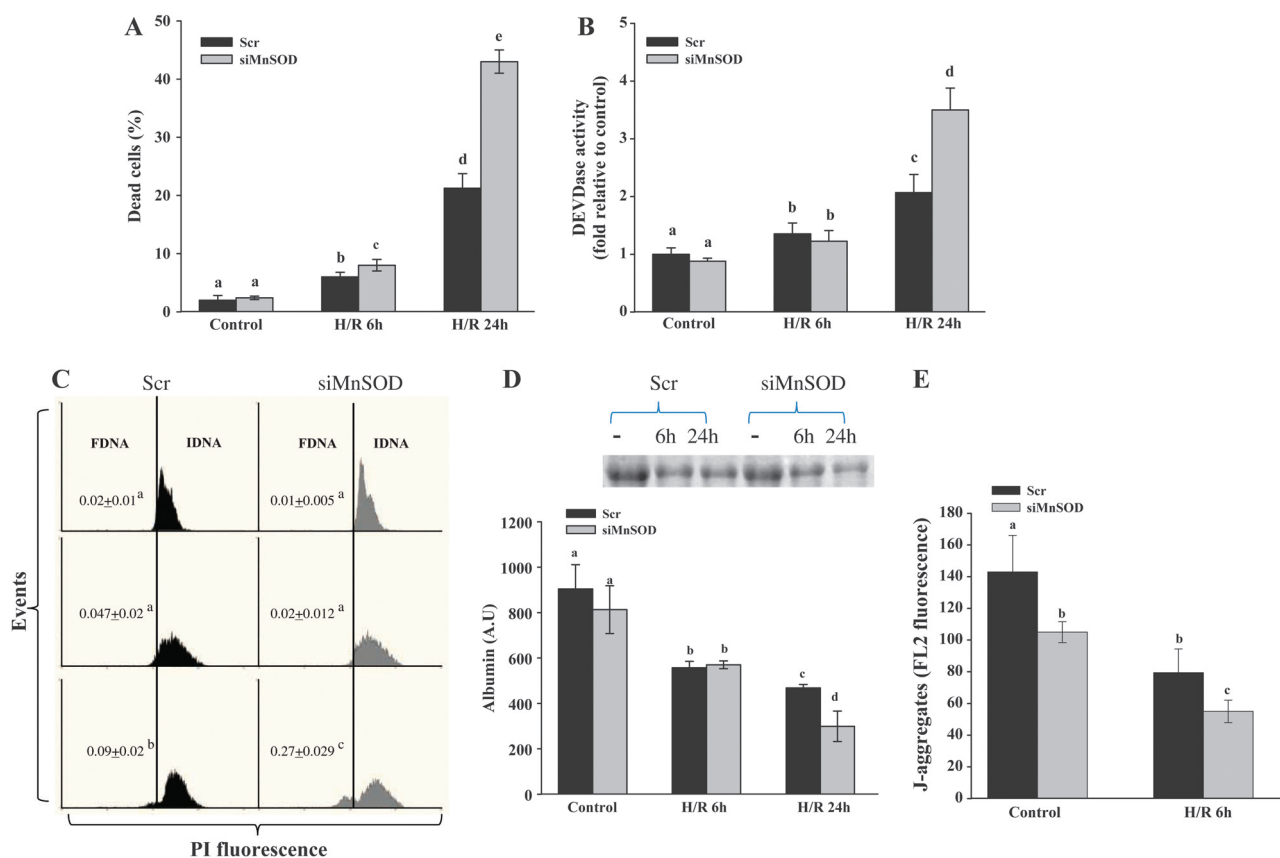 A
Scr
siMnSOD
Dead cells (%)
50
40
30
20
10
0
a
a
b
c
d
e
Control
H/R 6h
H/R 24h
B
Scr
siMnSOD
DEVDase activity
(fold relative to control)
5
4
3
2
1
0
a
a
b
b
c
d
Control
H/R 6h
H/R 24h
C
Scr
siMnSOD
Events
FDNA
IDNA
FDNA
IDNA
0.02±0.01 a
0.01±0.005 a
0.047±0.02 a
0.02±0.012 a
0.09±0.02 b
0.27±0.029 c
PI fluorescence
D
Scr
siMnSOD
- 6h 24h - 6h 24h
Scr
siMnSOD
Albumin (A.U)
1200
1000
800
600
400
200
0
a
a
b
b
c
d
Control
H/R 6h
H/R 24h
E
Scr
siMnSOD
J-aggregates (FL2 fluorescence)
180
160
140
120
100
80
60
40
20
0
a
b
b
c
Control
H/R 6h